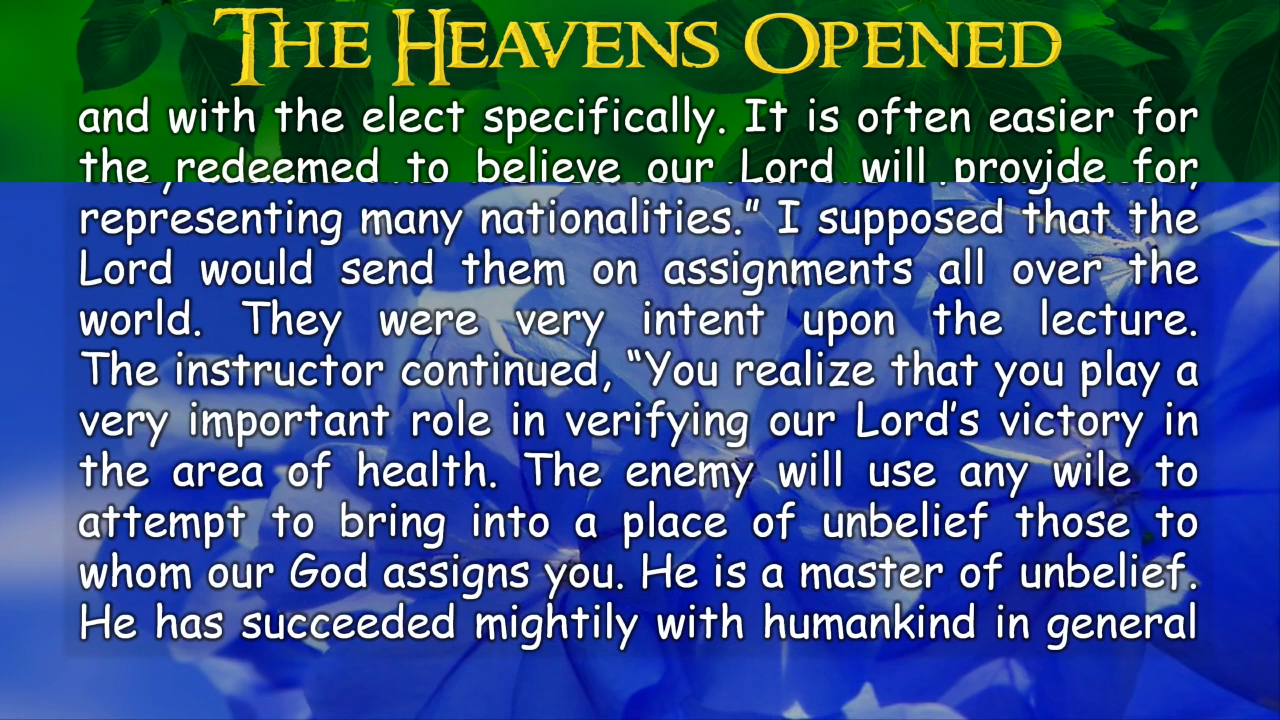 THE HEAVENS OPENED
and with the elect specifically. It is often easier for
the redeemed to believe our Lord will provide for,
representing many nationalities.” I supposed that the
Lord would send them on assignments all over the
world. They were very intent upon the lecture.
The instructor continued, “You realize that you play a
very important role in verifying our Lord’s victory in
the area of health. The enemy will use any wile to
attempt to bring into a place of unbelief those to
whom our God assigns you. He is a master of unbelief.
He has succeeded mightily with humankind in general